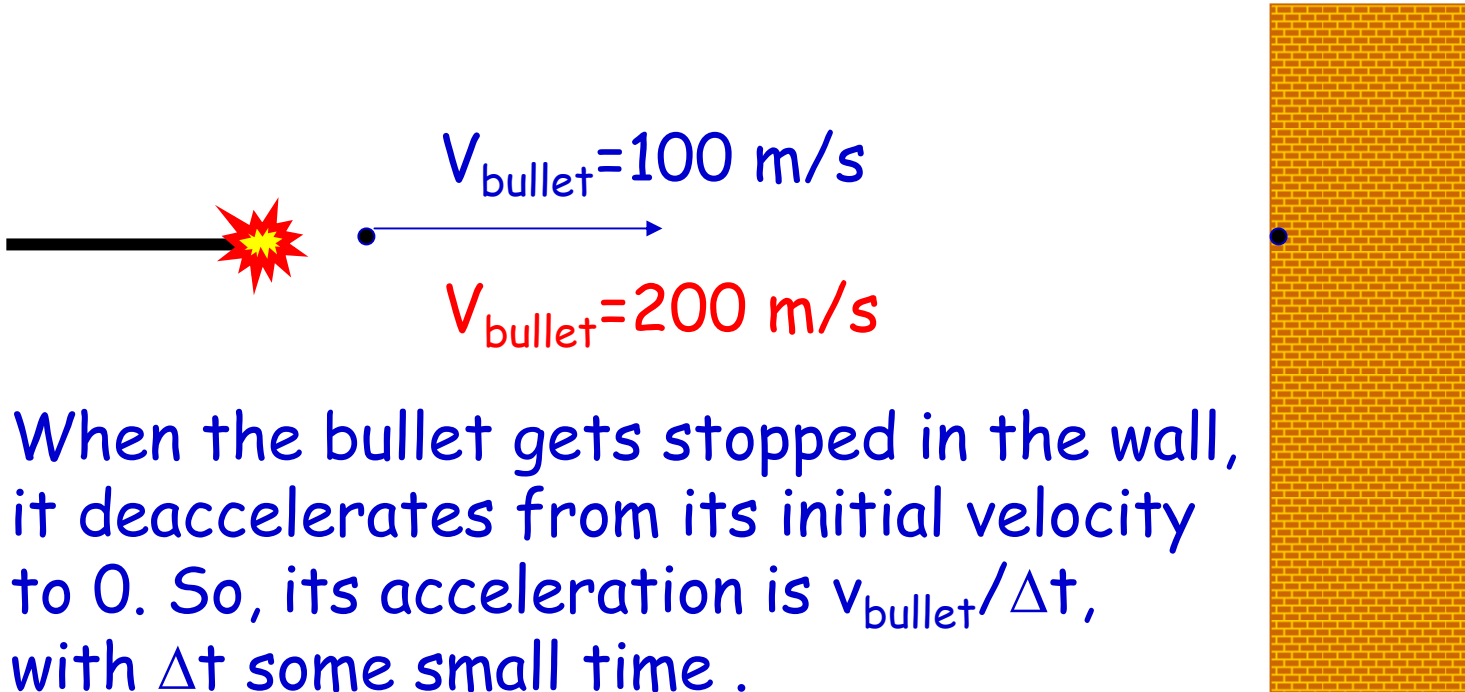 Vbullet=100 m/s
Vbullet=200 m/s
When the bullet gets stopped in the wall,
it deaccelerates from its initial velocity
to 0. So, its acceleration is vbullet/Δt,
with Δt some small time .